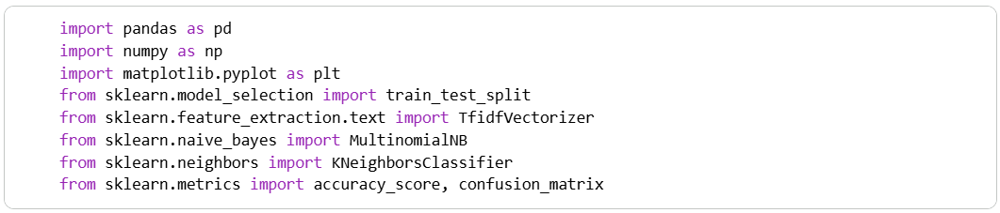 import pandas as pd
import numpy as np
import matplotlib.pyplot as plt
from sklearn.model_selection import train_test_split
from sklearn.feature_extraction.text import TfidfVectorizer
from sklearn.naive_bayes import MultinomialNB
from sklearn.neighbors import KNeighborsClassifier
from sklearn.metrics import accuracy_score, confusion_matrix